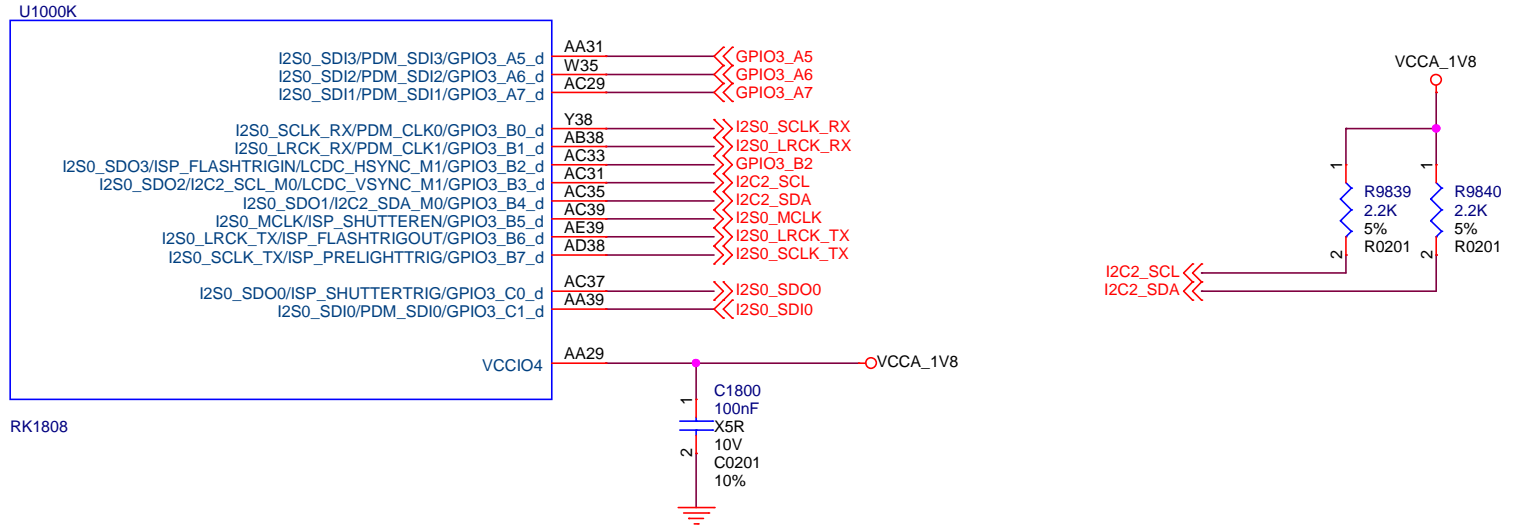 U1000K
I2S0_SDI3/PDM_SDI3/GPIO3_A5_d AA31 GPIO3_A5
I2S0_SDI2/PDM_SDI2/GPIO3_A6_d W35 GPIO3_A6
I2S0_SDI1/PDM_SDI1/GPIO3_A7_d AC29 GPIO3_A7
I2S0_SCLK_RX/PDM_CLK0/GPIO3_B0_d Y38 I2S0_SCLK_RX
I2S0_LRCK_RX/PDM_CLK1/GPIO3_B1_d AB38 I2S0_LRCK_RX
I2S0_SDO3/ISP_FLASHTRIGIN/LCDC_HSYNC_M1/GPIO3_B2_d AC33 GPIO3_B2
I2S0_SDO2/I2C2_SCL_M0/LCDC_VSYNC_M1/GPIO3_B3_d AC31 I2C2_SCL
I2S0_SDO1/I2C2_SDA_M0/GPIO3_B4_d AC35 I2C2_SDA
I2S0_MCLK/ISP_SHUTTEREN/GPIO3_B5_d AC39 I2S0_MCLK
I2S0_LRCK_TX/ISP_FLASHTRIGOUT/GPIO3_B6_d AE39 I2S0_LRCK_TX
I2S0_SCLK_TX/ISP_PRELIGHTTRIG/GPIO3_B7_d AD38 I2S0_SCLK_TX
I2S0_SDO0/ISP_SHUTTERTRIG/GPIO3_C0_d AC37 I2S0_SDO0
I2S0_SDI0/PDM_SDI0/GPIO3_C1_d AA39 I2S0_SDI0
VCCIO4 AA29 VCCA_1V8
RK1808
1
2
C1800
100nF
X5R
10V
C0201
10%
VCCA_1V8
1
2
R9839
2.2K
5%
R0201
1
2
R9840
2.2K
5%
R0201
I2C2_SCL
I2C2_SDA